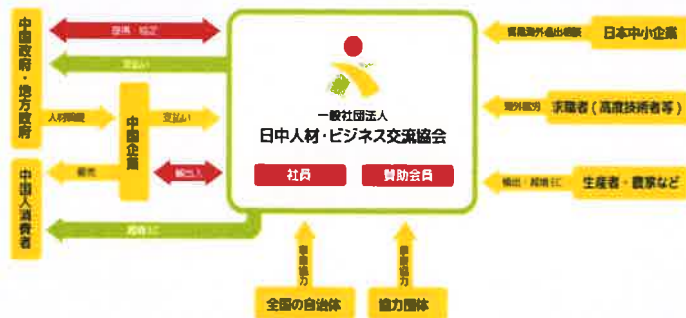 中国政府・地方政府
提携・協定
支払い
人材
中国企業
支払い
販売
輸出入
中国人消費者
越境EC
一般社団法人
日中人材・ビジネス交流協会
社員
賛助会員
日本中小企業
海外就労
求職者(高度技術者等)
輸出・越境EC
生産者・農家など
事業協力
全国の自治体
事業協力
協力団体